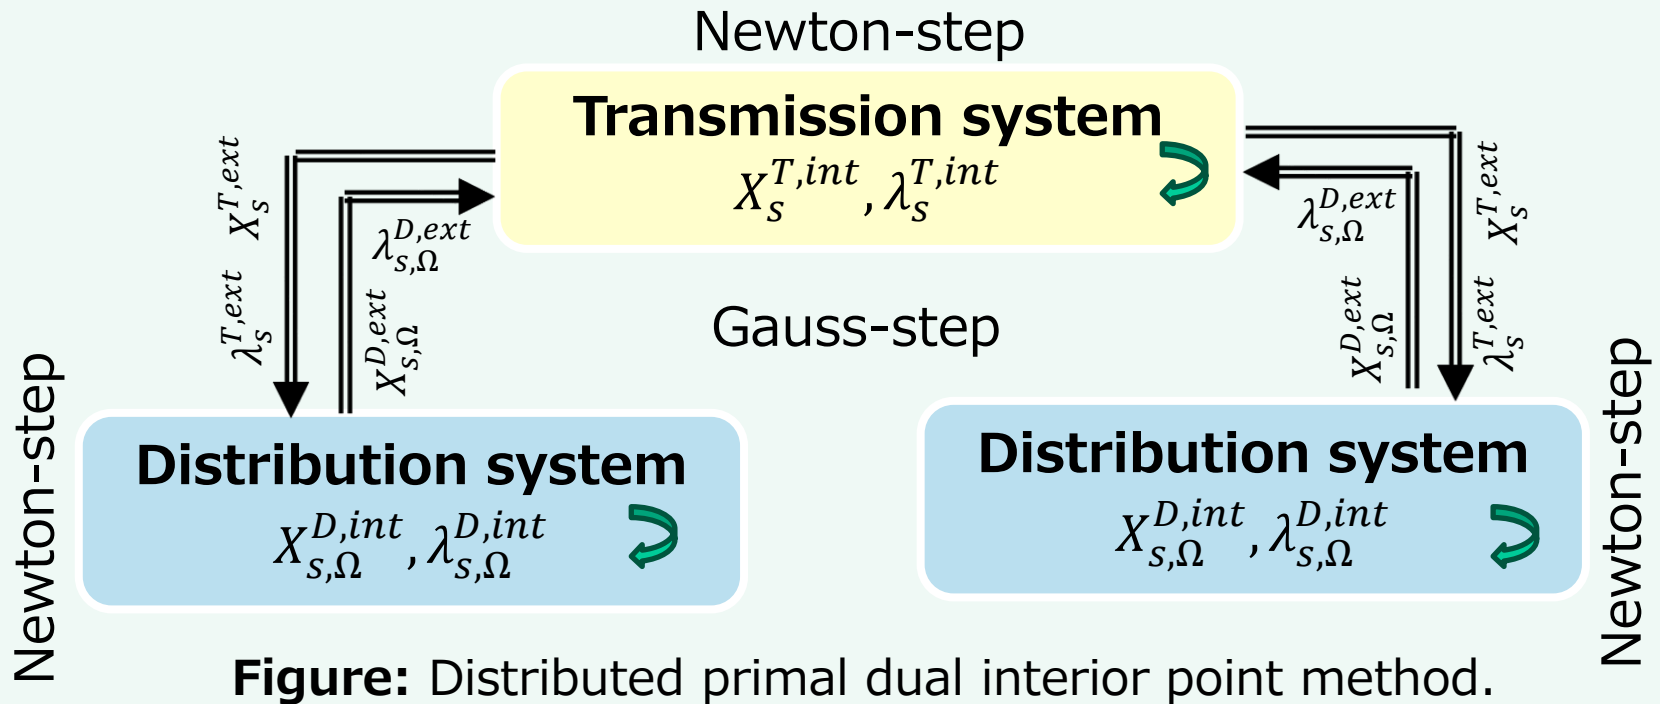 Newton-step
Transmission system
X_s^{T,int}, λ_s^{T,int}
X_s^{T,ext}
λ_s^{T,ext}
λ_{s,Ω}^{D,ext}
X_{s,Ω}^{D,ext}
Gauss-step
λ_{s,Ω}^{D,ext}
X_{s,Ω}^{D,ext}
X_s^{T,ext}
λ_s^{T,ext}
Newton-step
Distribution system
X_{s,Ω}^{D,int}, λ_{s,Ω}^{D,int}
Distribution system
X_{s,Ω}^{D,int}, λ_{s,Ω}^{D,int}
Newton-step
Figure: Distributed primal dual interior point method.